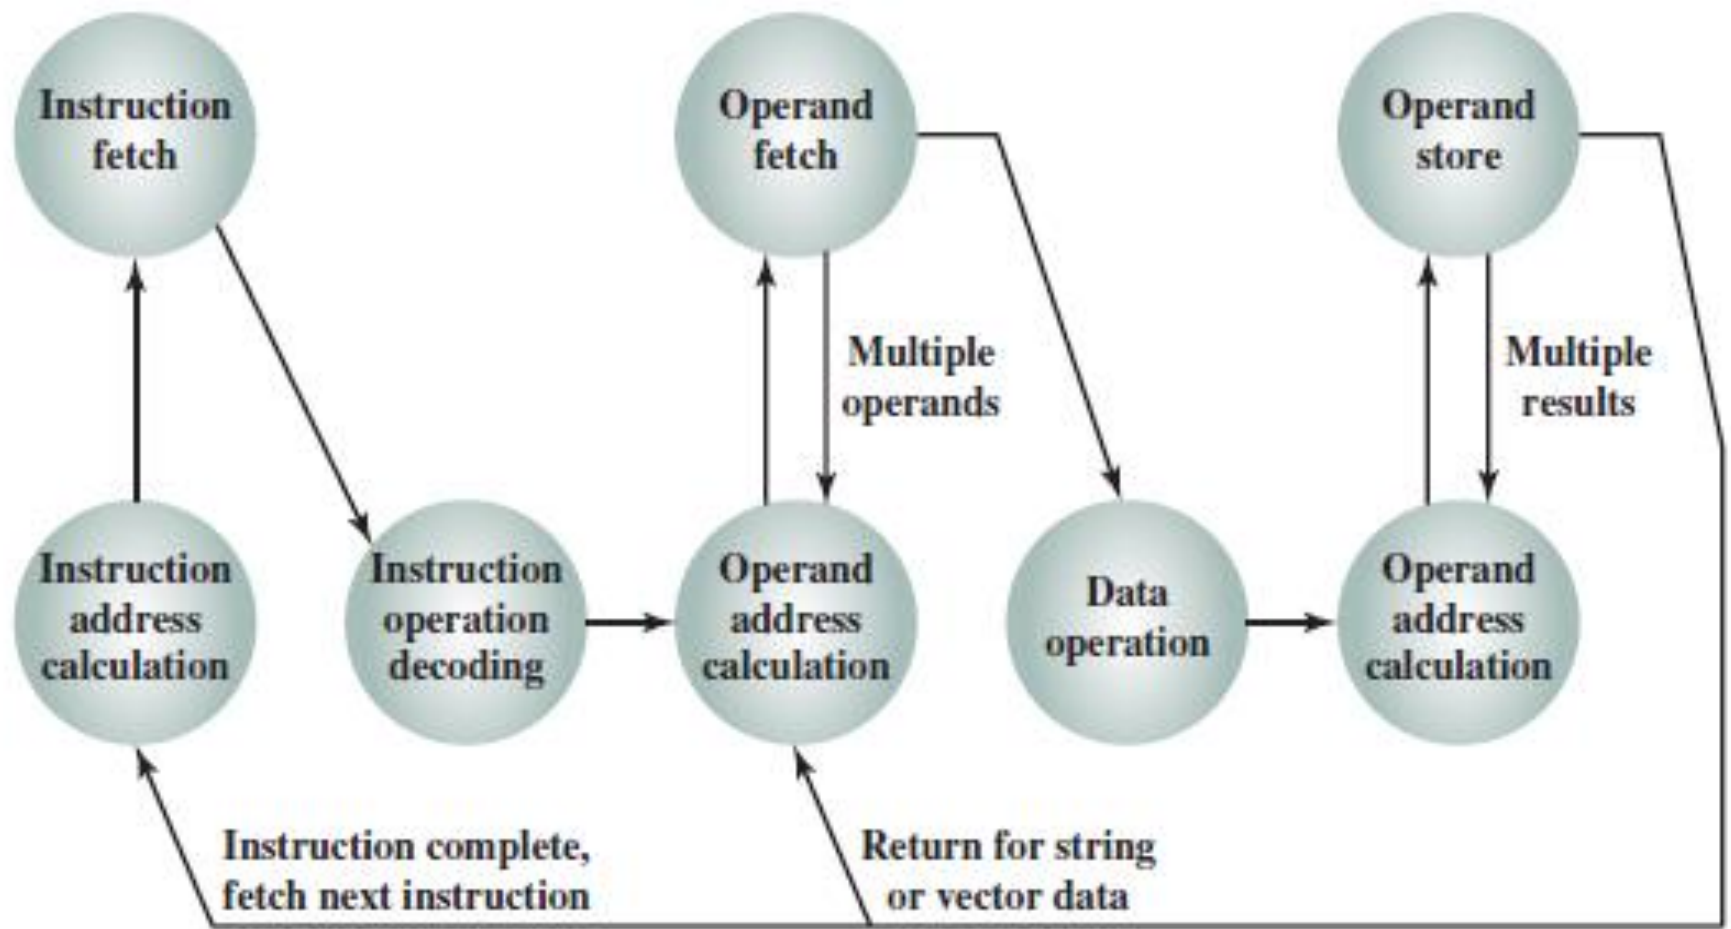 Instruction
fetch
Operand
fetch
Operand
store
Multiple
operands
Multiple
results
Instruction
address
calculation
Instruction
operation
decoding
Operand
address
calculation
Data
operation
Operand
address
calculation
Instruction complete,
fetch next instruction
Return for string
or vector data